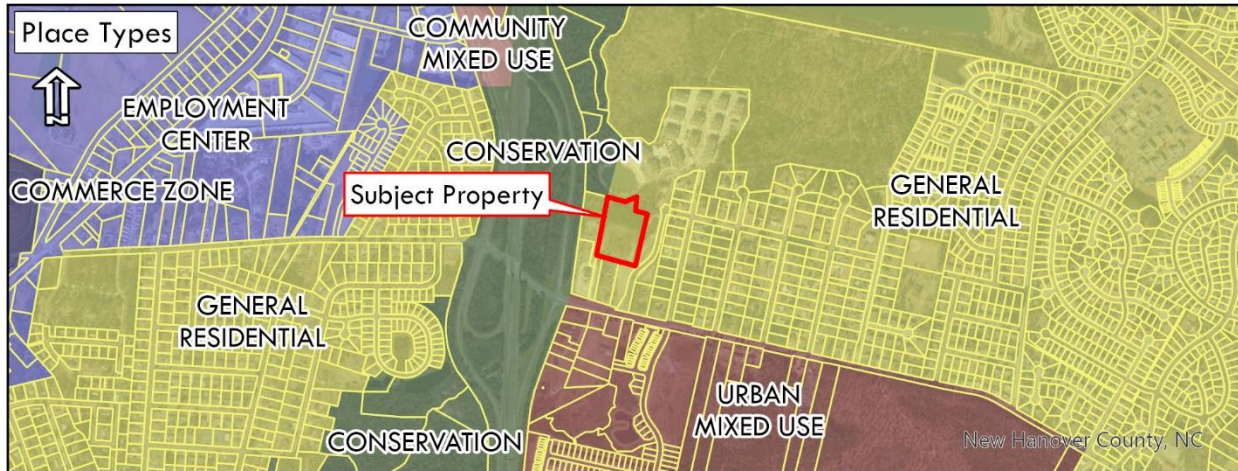 Place Types
COMMUNITY
MIXED USE
EMPLOYMENT
CENTER
CONSERVATION
COMMERCE ZONE
Subject Property
GENERAL
RESIDENTIAL
GENERAL
RESIDENTIAL
URBAN
MIXED USE
CONSERVATION
New Hanover County, NC